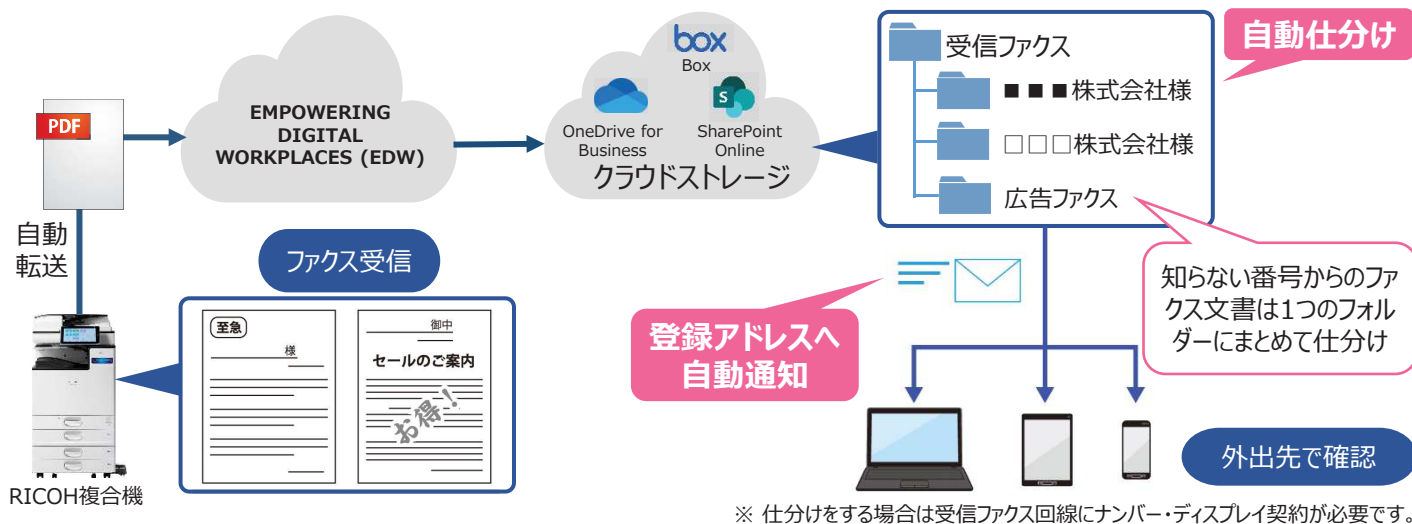 PDF
自動
転送
RICOH複合機
EMPOWERING
DIGITAL
WORKPLACES (EDW)
ファクス受信
至急
様
御中
セールのご案内
お得！
box
Box
OneDrive for
Business
SharePoint
Online
クラウドストレージ
自動仕分け
受信ファクス
■■■株式会社様
□□□株式会社様
広告ファクス
知らない番号からのファ
クス文書は1つのフォル
ダーにまとめて仕分け
登録アドレスへ
自動通知
外出先で確認
※ 仕分けをする場合は受信ファクス回線にナンバー・ディスプレイ契約が必要です。